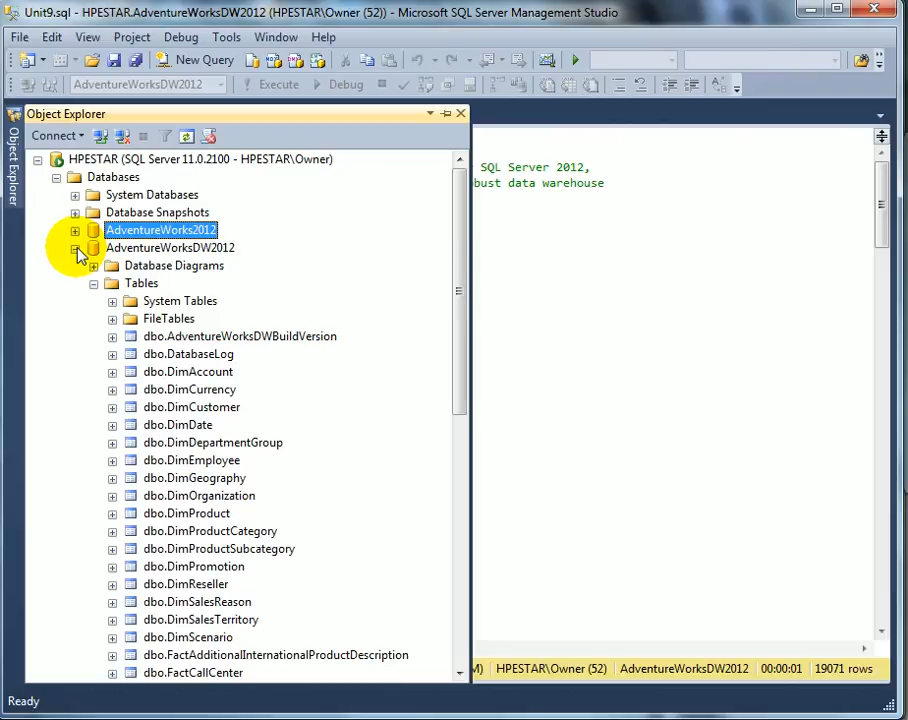 Unit9.sql - HPESTAR.AdventureWorksDW2012 (HPESTAR\Owner (52)) - Microsoft SQL Server Management Studio
File Edit View Project Debug Tools Window Help
New Query
AdventureWorksDW2012 Execute Debug
Object Explorer
Object Explorer
Connect
HPESTAR (SQL Server 11.0.2100 - HPESTAR\Owner)
Databases
SQL Server 2012,
bust data warehouse
System Databases
Database Snapshots
AdventureWorks2012
AdventureWorksDW2012
Database Diagrams
Tables
System Tables
FileTables
dbo.AdventureWorksDWBuildVersion
dbo.DatabaseLog
dbo.DimAccount
dbo.DimCurrency
dbo.DimCustomer
dbo.DimDate
dbo.DimDepartmentGroup
dbo.DimEmployee
dbo.DimGeography
dbo.DimOrganization
dbo.DimProduct
dbo.DimProductCategory
dbo.DimProductSubcategory
dbo.DimPromotion
dbo.DimReseller
dbo.DimSalesReason
dbo.DimSalesTerritory
dbo.DimScenario
dbo.FactAdditionalInternationalProductDescription
dbo.FactCallCenter
M) HPESTAR\Owner (52) AdventureWorksDW2012 00:00:01 19071 rows
Ready